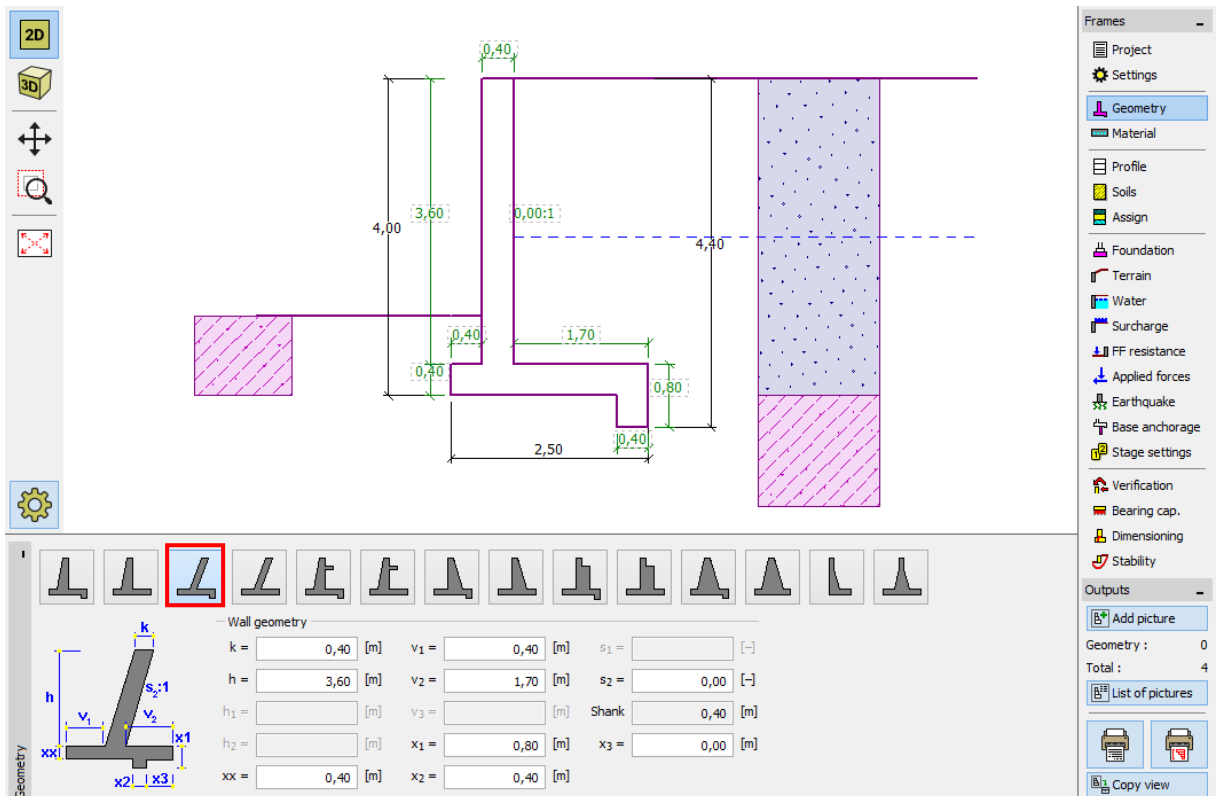 2D
3D
0,40
4,00
3,60
0,00:1
4,40
0,40
1,70
0,40
0,80
0,40
2,50
Frames
Project
Settings
Geometry
Material
Profile
Soils
Assign
Foundation
Terrain
Water
Surcharge
FF resistance
Applied forces
Earthquake
Base anchorage
Stage settings
Verification
Bearing cap.
Dimensioning
Stability
Outputs
Add picture
Geometry : 0
Total : 4
List of pictures
Copy view
Geometry
k
h
s2:1
v1
v2
x1
xx
x2
x3
Wall geometry
k = 0,40 [m] v1 = 0,40 [m] s1 = [-]
h = 3,60 [m] v2 = 1,70 [m] s2 = 0,00 [-]
h1 = [m] v3 = [m] Shank 0,40 [m]
h2 = [m] x1 = 0,80 [m] x3 = 0,00 [m]
xx = 0,40 [m] x2 = 0,40 [m]